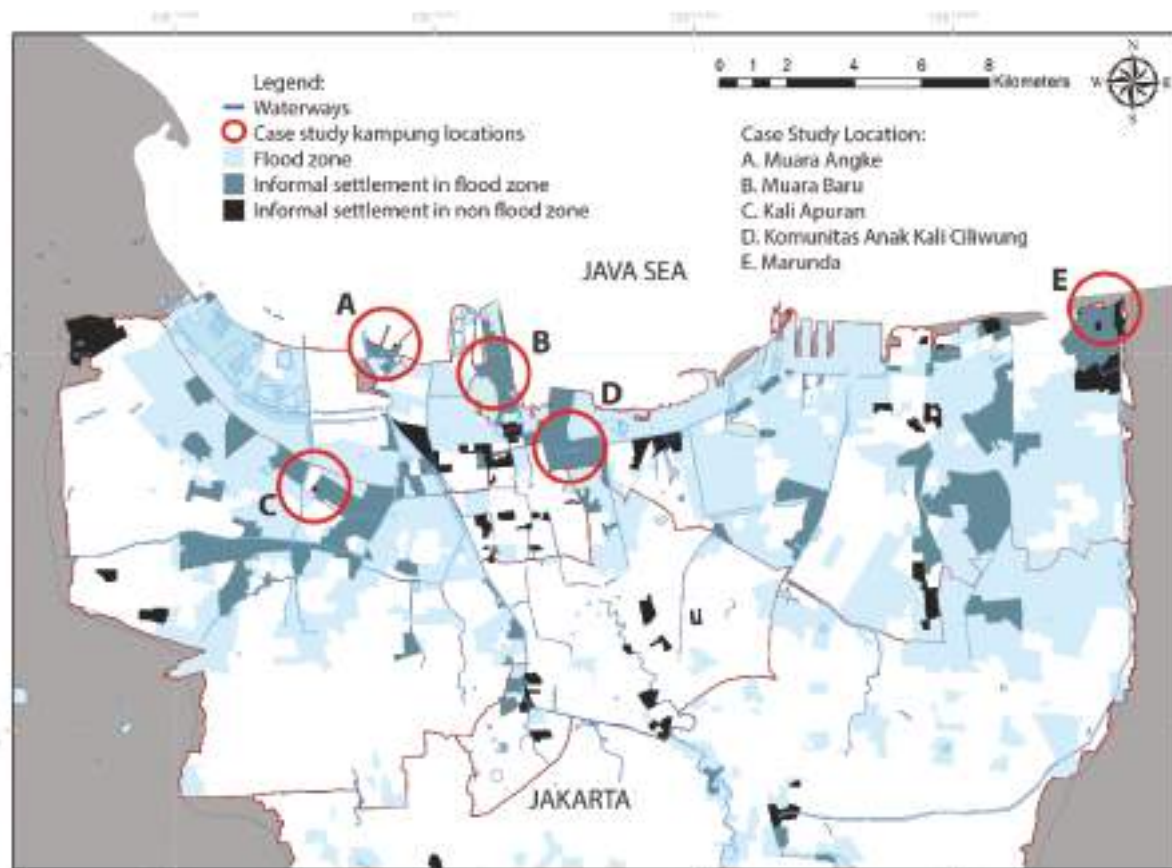 Legend:
Waterways
Case study kampung locations
Flood zone
Informal settlement in flood zone
Informal settlement in non flood zone
0 1 2 4 6 8
Kilometers
N
W E
S
Case Study Location:
A. Muara Angke
B. Muara Baru
C. Kali Apuran
D. Komunitas Anak Kali Ciliwung
E. Marunda
JAVA SEA
E
A
B
D
C
JAKARTA